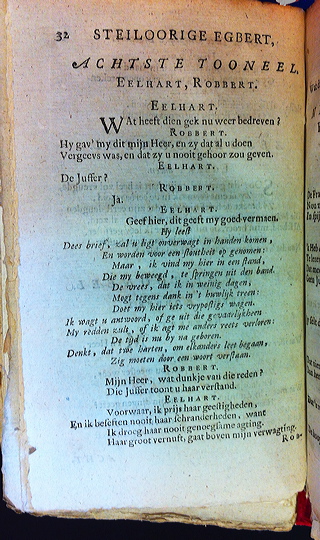 32 STEILOORIGE EGBERT,
ACHTSTE TOONEEL.
EELHART, ROBBERT.
EELHART.
WAt heeft dien gek nu weer bedreven?
ROBBERT.
Hy gav' my dit mijn Heer, en zy dat al u doen
Vergeevs was, en dat zy u nooit gehoor zou geven.
EELHART.
De Juffer?
ROBBERT.
Ja.
EELHART.
Geef hier, dit geeft my goed vermoen.
Hy leest
Deez brief, zal u ligt onverwagt in handen komen,
En worden voor een stoutheit op genomen:
Maar, ik vind my hier in een stand,
Die my beweegd, te springen uit den band.
De vrees, dat ik in weinig dagen,
Mogt tegens dank in 't huwlijk treen:
Doet my hier iets vrypostigs wagen.
Ik wagt u antwoord, of ge uit die gevaarlijkheen
My redden zult, of ik agt me anders reets verloren:
De tijd is nu by na geboren.
Denkt, dat twe harten, om elkanders leet begaan,
Zig moeten door een woort verstaan.
ROBBERT.
Mijn Heer, wat dunkje van die reden?
Die Juffer toont u haar verstand.
EELHART.
Voorwaar, ik prijs haar geestigheden,
En ik beseften nooit haar schranderheden, want
Ik droeg haar nooit genoegsame agting.
Haar groot vernuft, gaat boven mijn verwagting.
Rob-